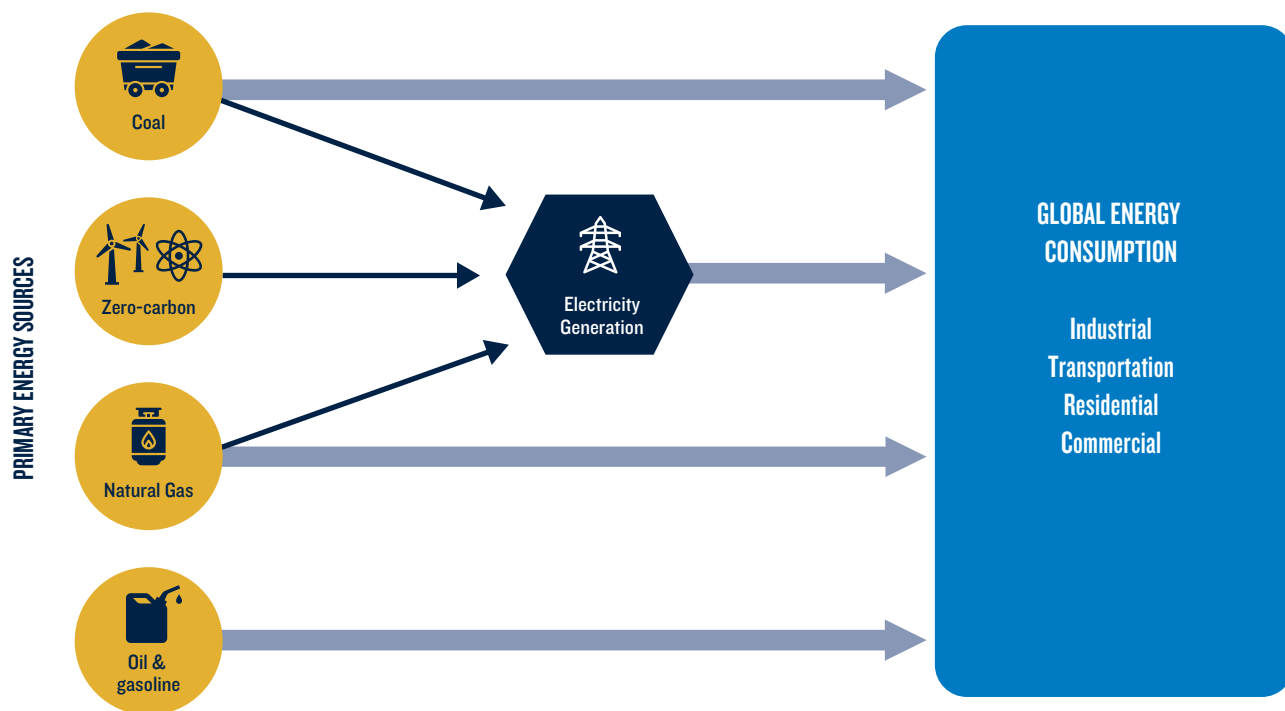 PRIMARY ENERGY SOURCES
Coal
Zero-carbon
Natural Gas
Oil &
gasoline
Electricity
Generation
GLOBAL ENERGY
CONSUMPTION
Industrial
Transportation
Residential
Commercial